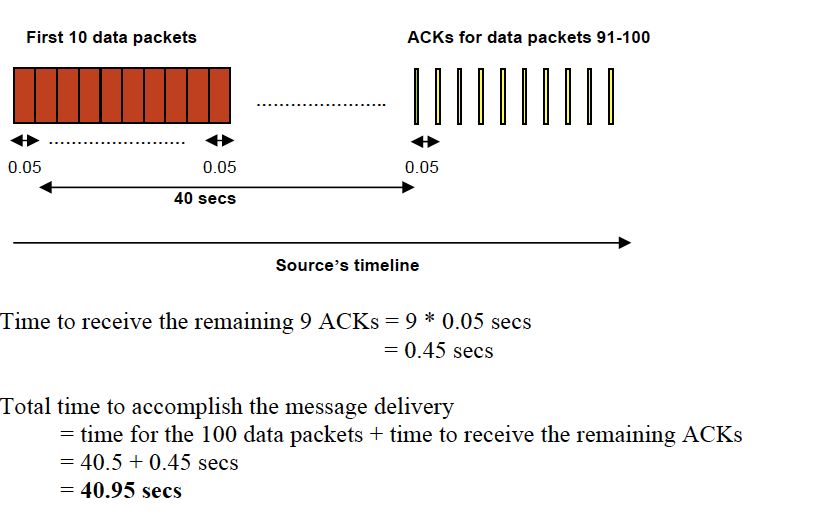 First 10 data packets
ACKs for data packets 91-100
0.05
0.05
0.05
40 secs
Source's timeline
Time to receive the remaining 9 ACKs = 9 * 0.05 secs
= 0.45 secs
Total time to accomplish the message delivery
= time for the 100 data packets + time to receive the remaining ACKs
= 40.5 + 0.45 secs
= 40.95 secs